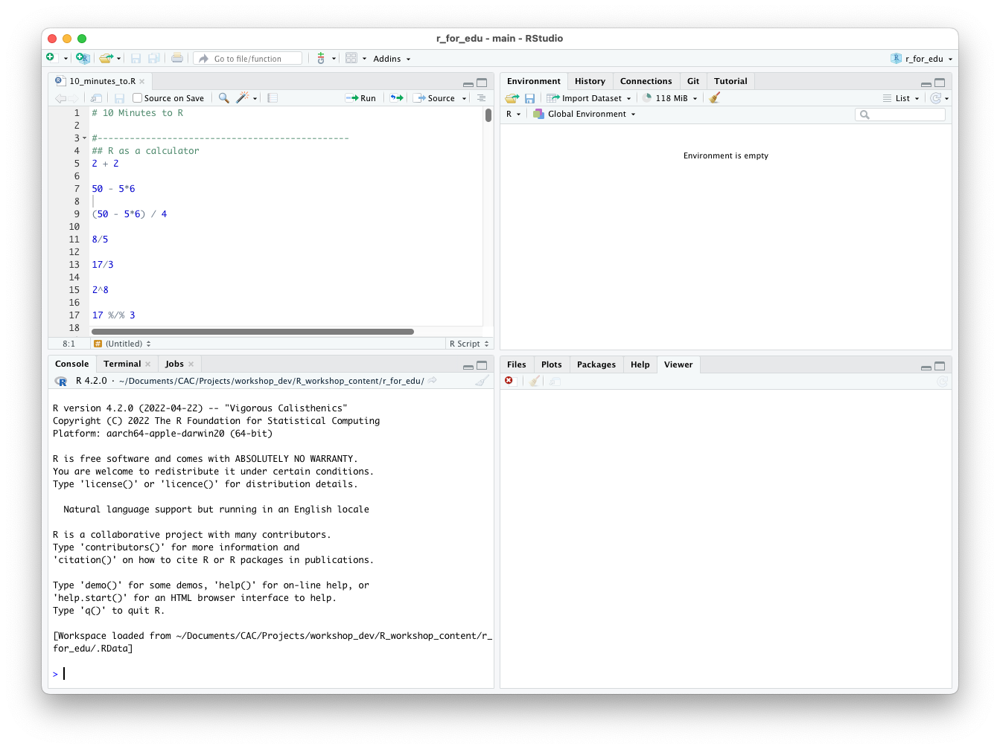 r_for_edu - main - RStudio
Go to file/function
Addins
r_for_edu
10_minutes_to.R
Source on Save
Run
Source
1 # 10 Minutes to R
2
3 #-----------------------------------------------
4 ## R as a calculator
5 2 + 2
6
7 50 - 5*6
8
9 (50 - 5*6) / 4
10
11 8/5
12
13 17/3
14
15 2^8
16
17 17 %/% 3
18
8:1 # (Untitled) R Script
Environment History Connections Git Tutorial
Import Dataset 118 MiB List
R Global Environment
Environment is empty
Console Terminal Jobs
R R 4.2.0 · ~/Documents/CAC/Projects/workshop_dev/R_workshop_content/r_for_edu/
R version 4.2.0 (2022-04-22) -- "Vigorous Calisthenics"
Copyright (C) 2022 The R Foundation for Statistical Computing
Platform: aarch64-apple-darwin20 (64-bit)
R is free software and comes with ABSOLUTELY NO WARRANTY.
You are welcome to redistribute it under certain conditions.
Type 'license()' or 'licence()' for distribution details.
Natural language support but running in an English locale
R is a collaborative project with many contributors.
Type 'contributors()' for more information and
'citation()' on how to cite R or R packages in publications.
Type 'demo()' for some demos, 'help()' for on-line help, or
'help.start()' for an HTML browser interface to help.
Type 'q()' to quit R.
[Workspace loaded from ~/Documents/CAC/Projects/workshop_dev/R_workshop_content/r_
for_edu/.RData]
>
Files Plots Packages Help Viewer